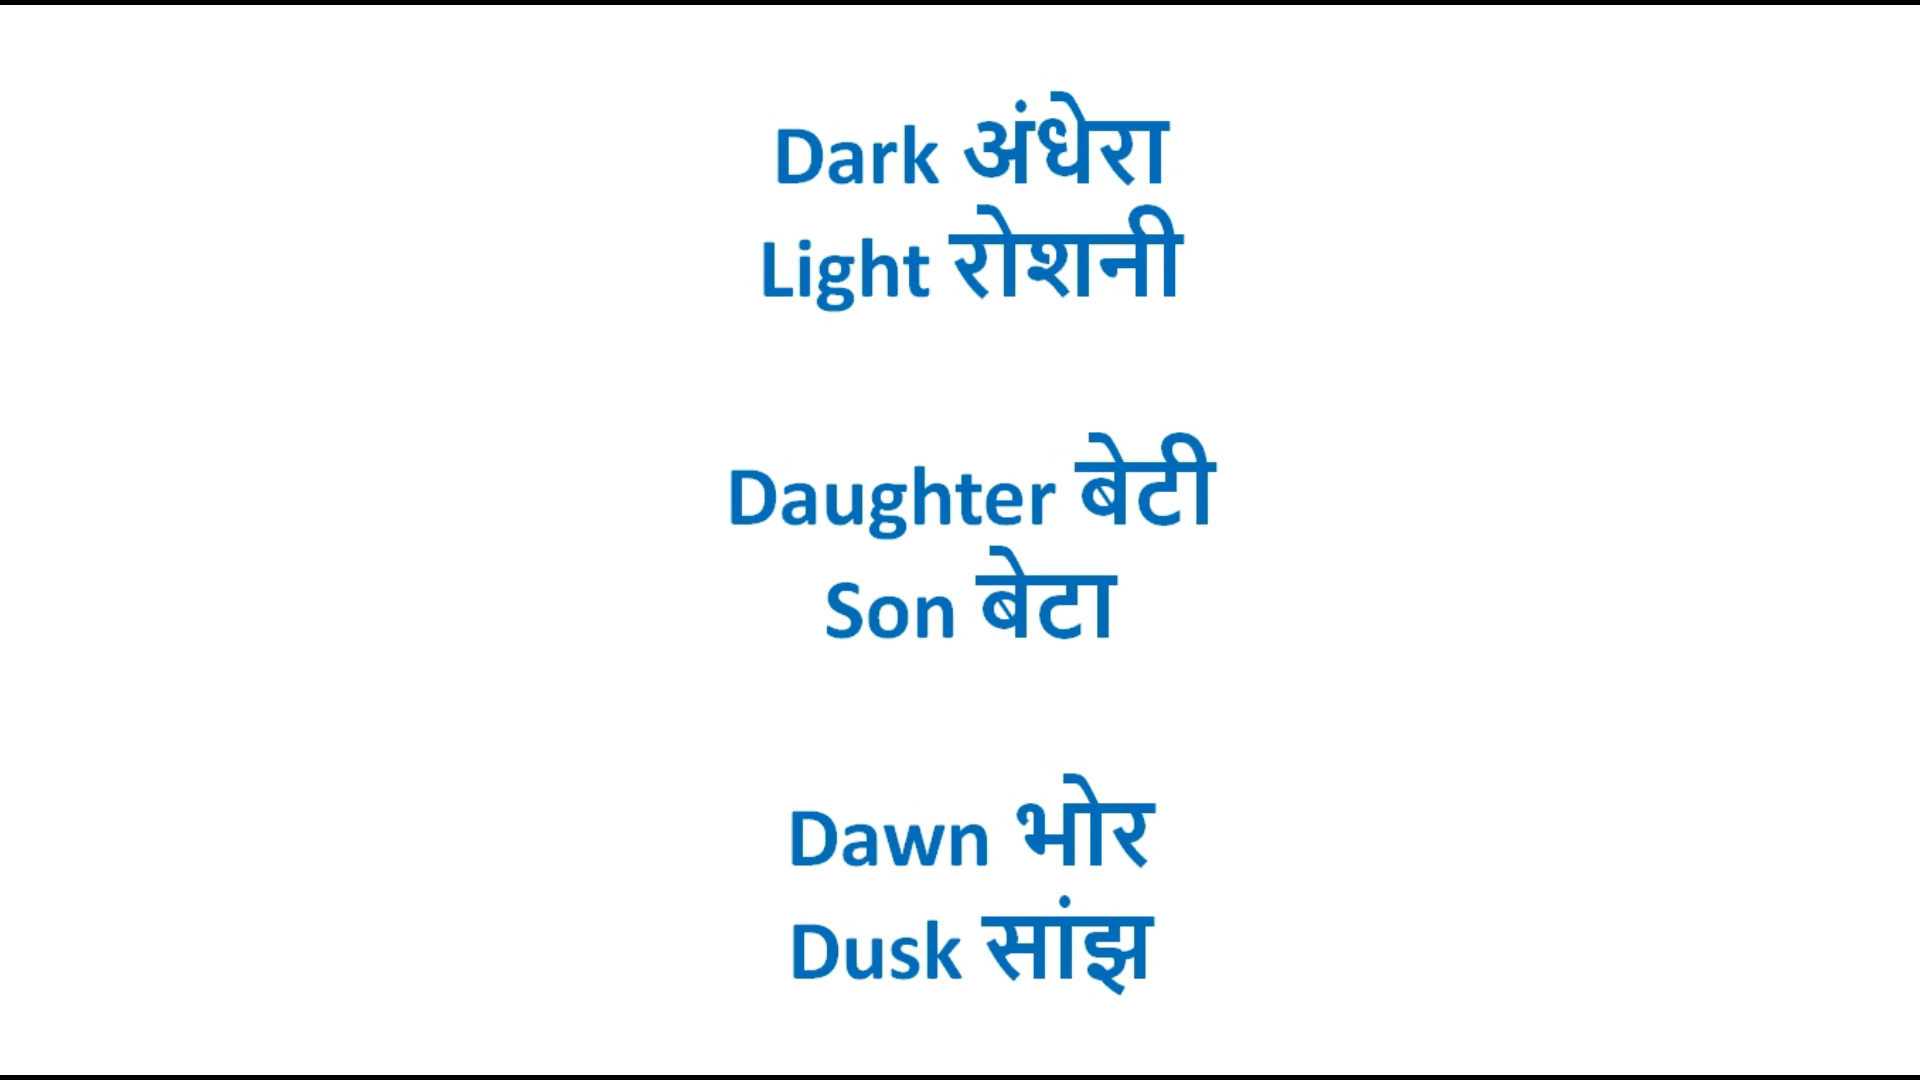 Dark अंधेरा
Light रोशनी
Daughter बेटी
Son बेटा
Dawn भोर
Dusk सांझ